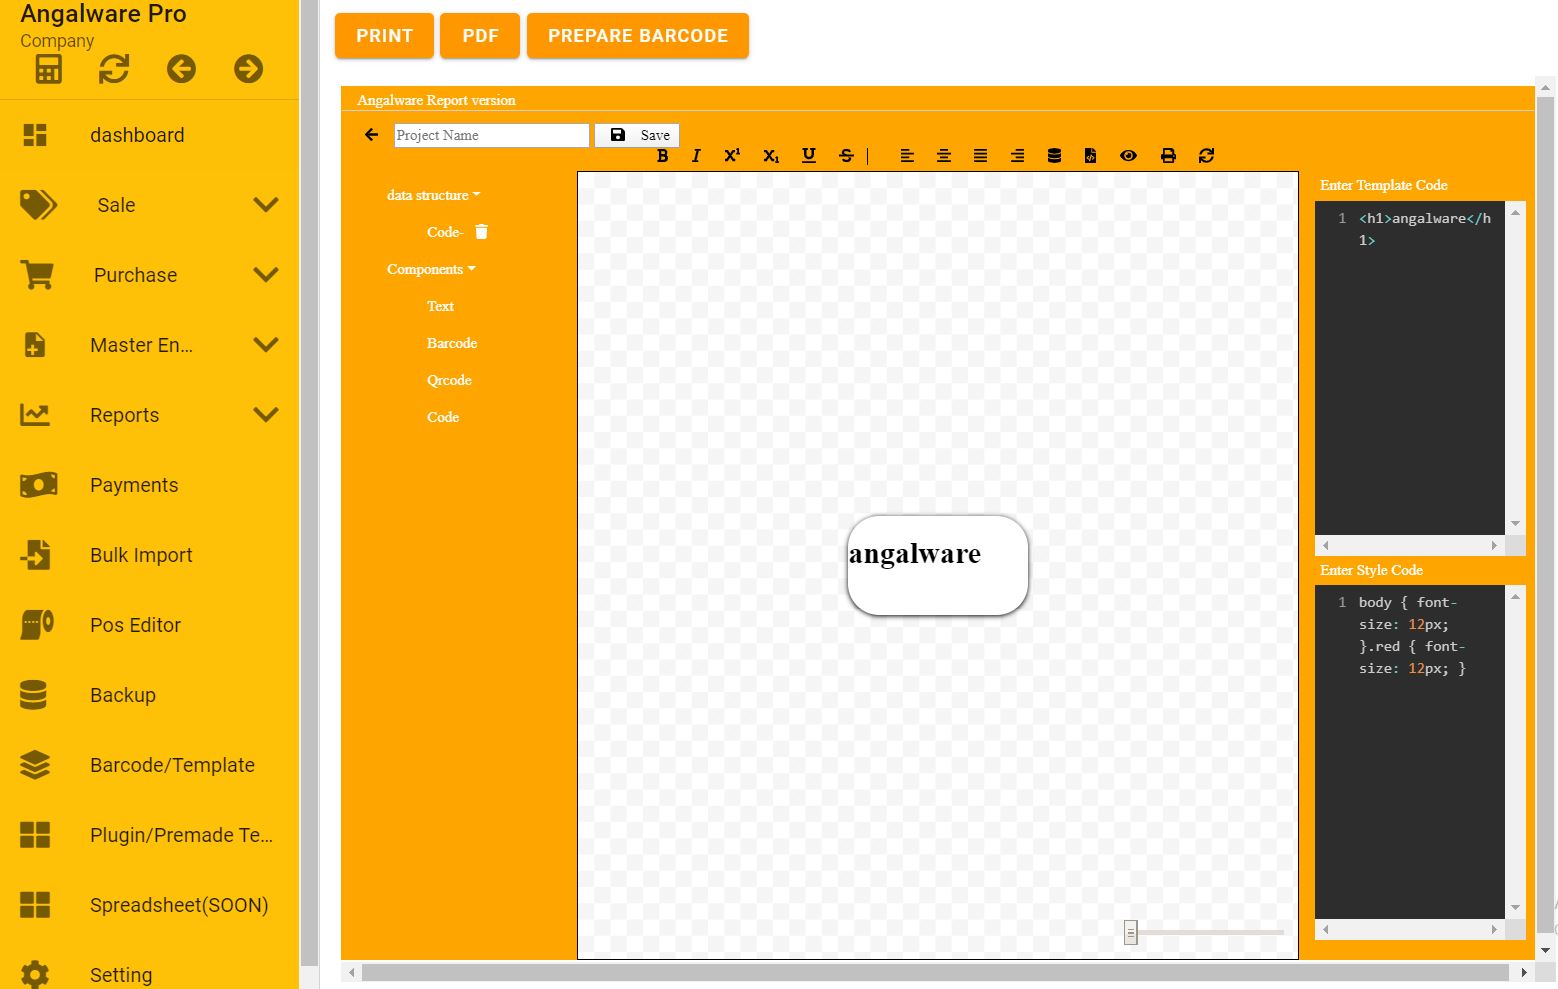 Angalware Pro
Company
dashboard
Sale
Purchase
Master En...
Reports
Payments
Bulk Import
Pos Editor
Backup
Barcode/Template
Plugin/Premade Te...
Spreadsheet(SOON)
Setting
PRINT
PDF
PREPARE BARCODE
Angalware Report version
Project Name
Save
B I X¹ X₁ U S
data structure
Code-
Components
Text
Barcode
Qrcode
Code
angalware
Enter Template Code
1 <h1>angalware</h
1>
Enter Style Code
1 body { font-
size: 12px;
}.red { font-
size: 12px; }